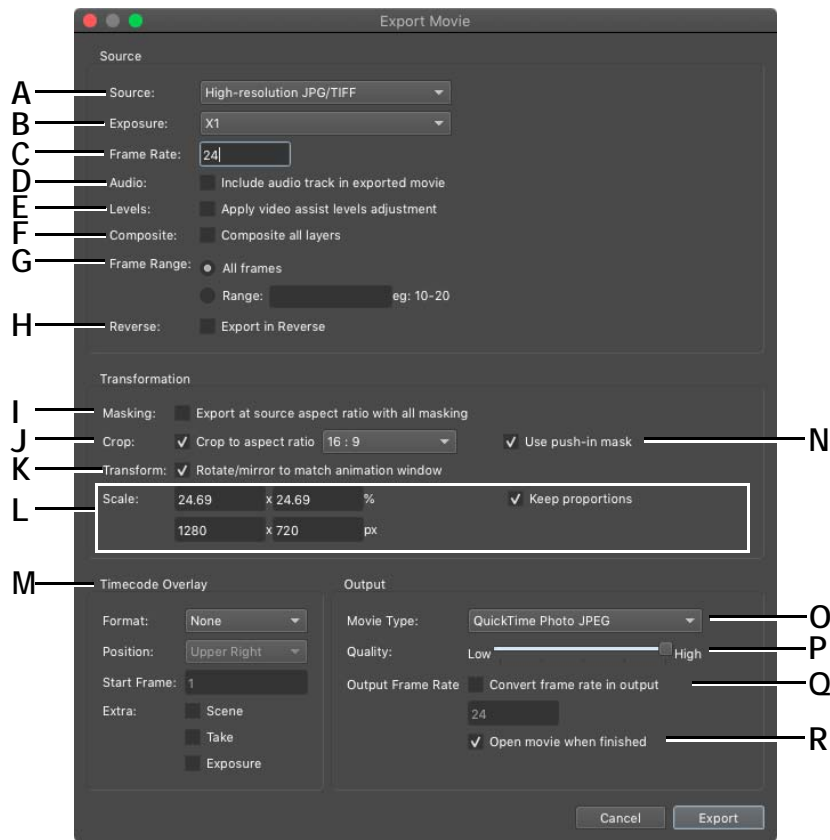 Export Movie
Source
A Source: High-resolution JPG/TIFF
B Exposure: X1
C Frame Rate: 24
D Audio: Include audio track in exported movie
E Levels: Apply video assist levels adjustment
F Composite: Composite all layers
G Frame Range: All frames
Range: eg: 10-20
H Reverse: Export in Reverse
Transformation
I Masking: Export at source aspect ratio with all masking
J Crop: Crop to aspect ratio 16 : 9 Use push-in mask N
K Transform: Rotate/mirror to match animation window
L Scale: 24.69 x 24.69 % Keep proportions
1280 x 720 px
M Timecode Overlay
Format: None
Position: Upper Right
Start Frame: 1
Extra: Scene
Take
Exposure
Output
Movie Type: QuickTime Photo JPEG O
Quality: Low High P
Output Frame Rate Convert frame rate in output Q
24
Open movie when finished R
Cancel Export